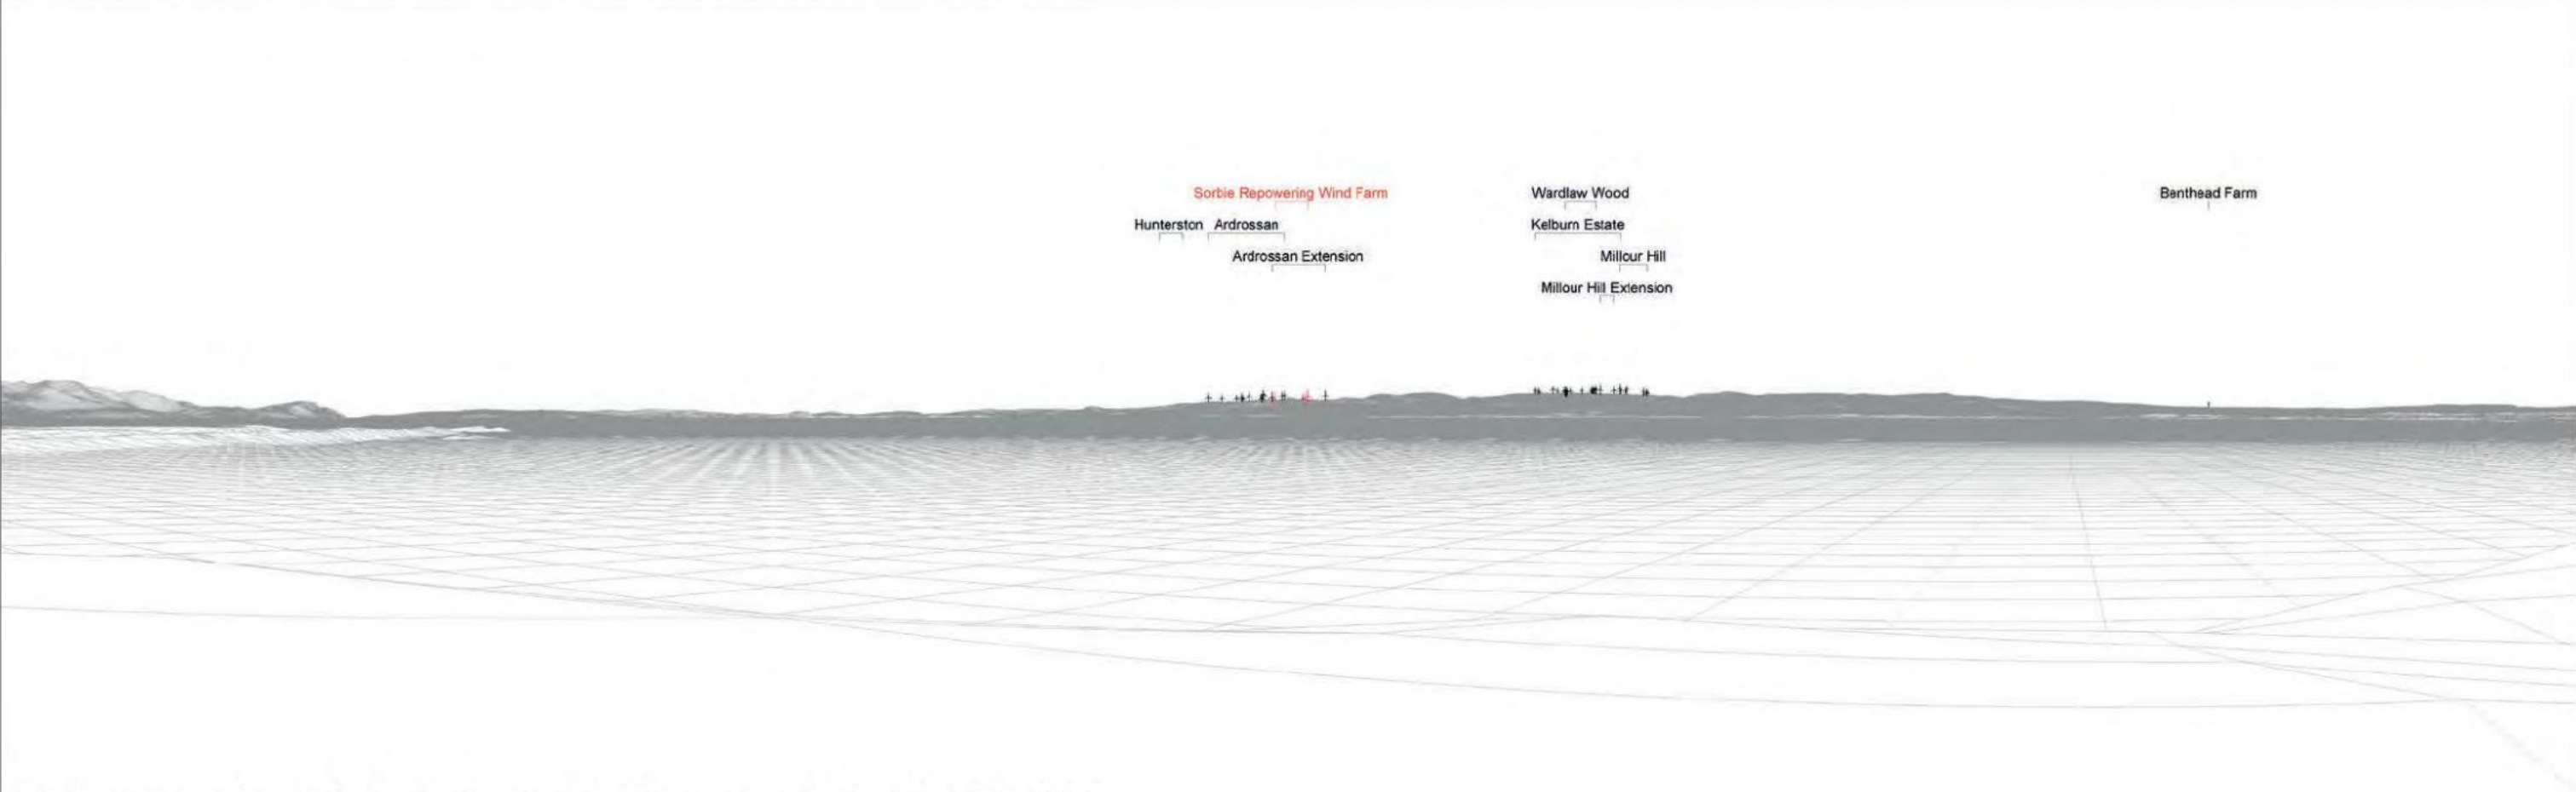 Sorbie Repowering Wind Farm
Wardlaw Wood
Benthead Farm
Hunterston
Ardrossan
Kelburn Estate
Ardrossan Extension
Millour Hill
Millour Hill Extension